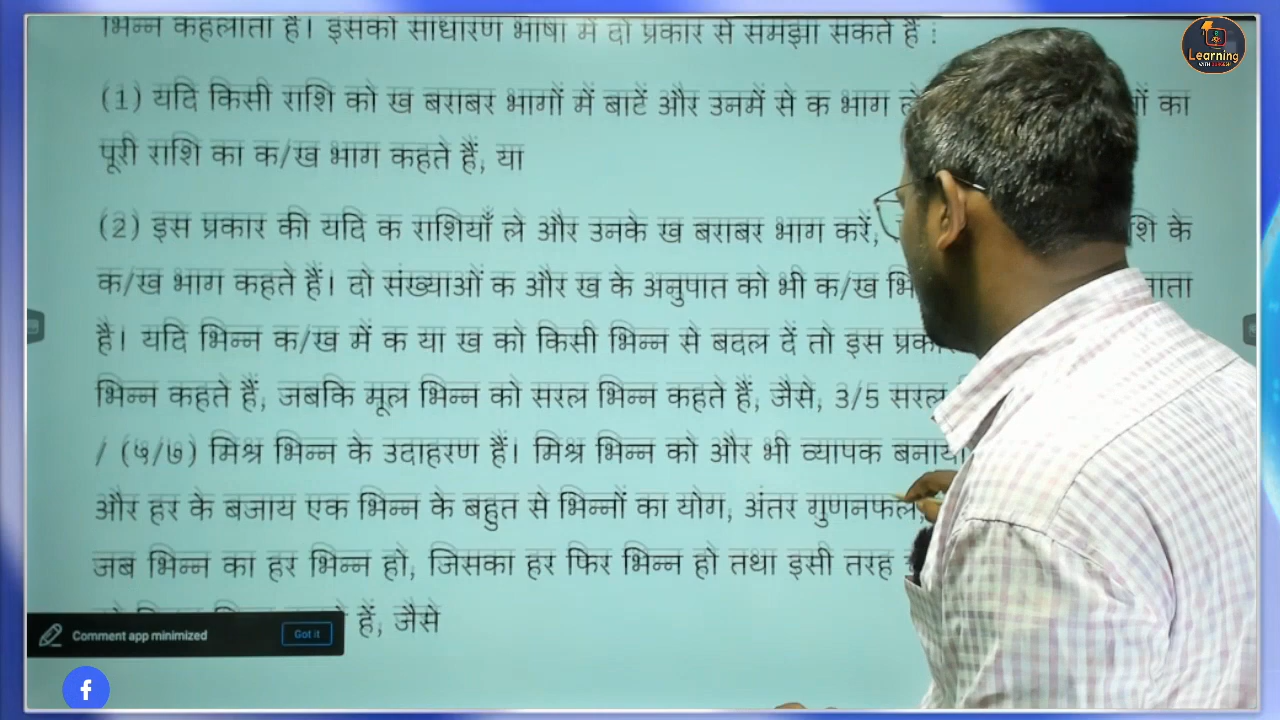 भिन्न कहलाता है। इसको साधारण भाषा में दो प्रकार से समझा सकते हैं :
(1) यदि किसी राशि को ख बराबर भागों में बाटें और उनमें से क भाग का
पूरी राशि का क/ख भाग कहते हैं, या
(2) इस प्रकार की यदि क राशियाँ ले और उनके ख बराबर भाग करें, के
क/ख भाग कहते हैं। दो संख्याओं क और ख के अनुपात को भी क/ख
है। यदि भिन्न क/ख में क या ख को किसी भिन्न से बदल दें तो इस
भिन्न कहते हैं, जबकि मूल भिन्न को सरल भिन्न कहते हैं, जैसे, 3/5 सरल
/ (५/७) मिश्र भिन्न के उदाहरण हैं। मिश्र भिन्न को और भी व्यापक
और हर के बजाय एक भिन्न के बहुत से भिन्नों का योग, अंतर गुणनफल,
जब भिन्न का हर भिन्न हो, जिसका हर फिर भिन्न हो तथा इसी तरह
हैं, जैसे
Comment app minimized
Got it
Learning
f